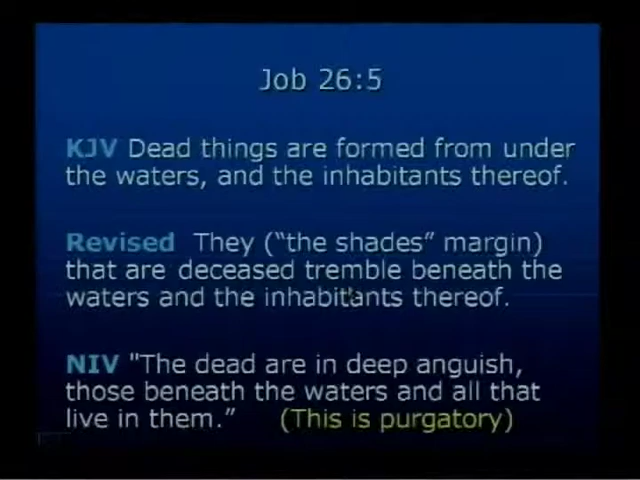 Job 26:5
KJV Dead things are formed from under
the waters, and the inhabitants thereof.
Revised They ("the shades” margin)
that are deceased tremble beneath the
waters and the inhabitants thereof.
NIV "The dead are in deep anguish,
those beneath the waters and all that
live in them.” (This is purgatory)